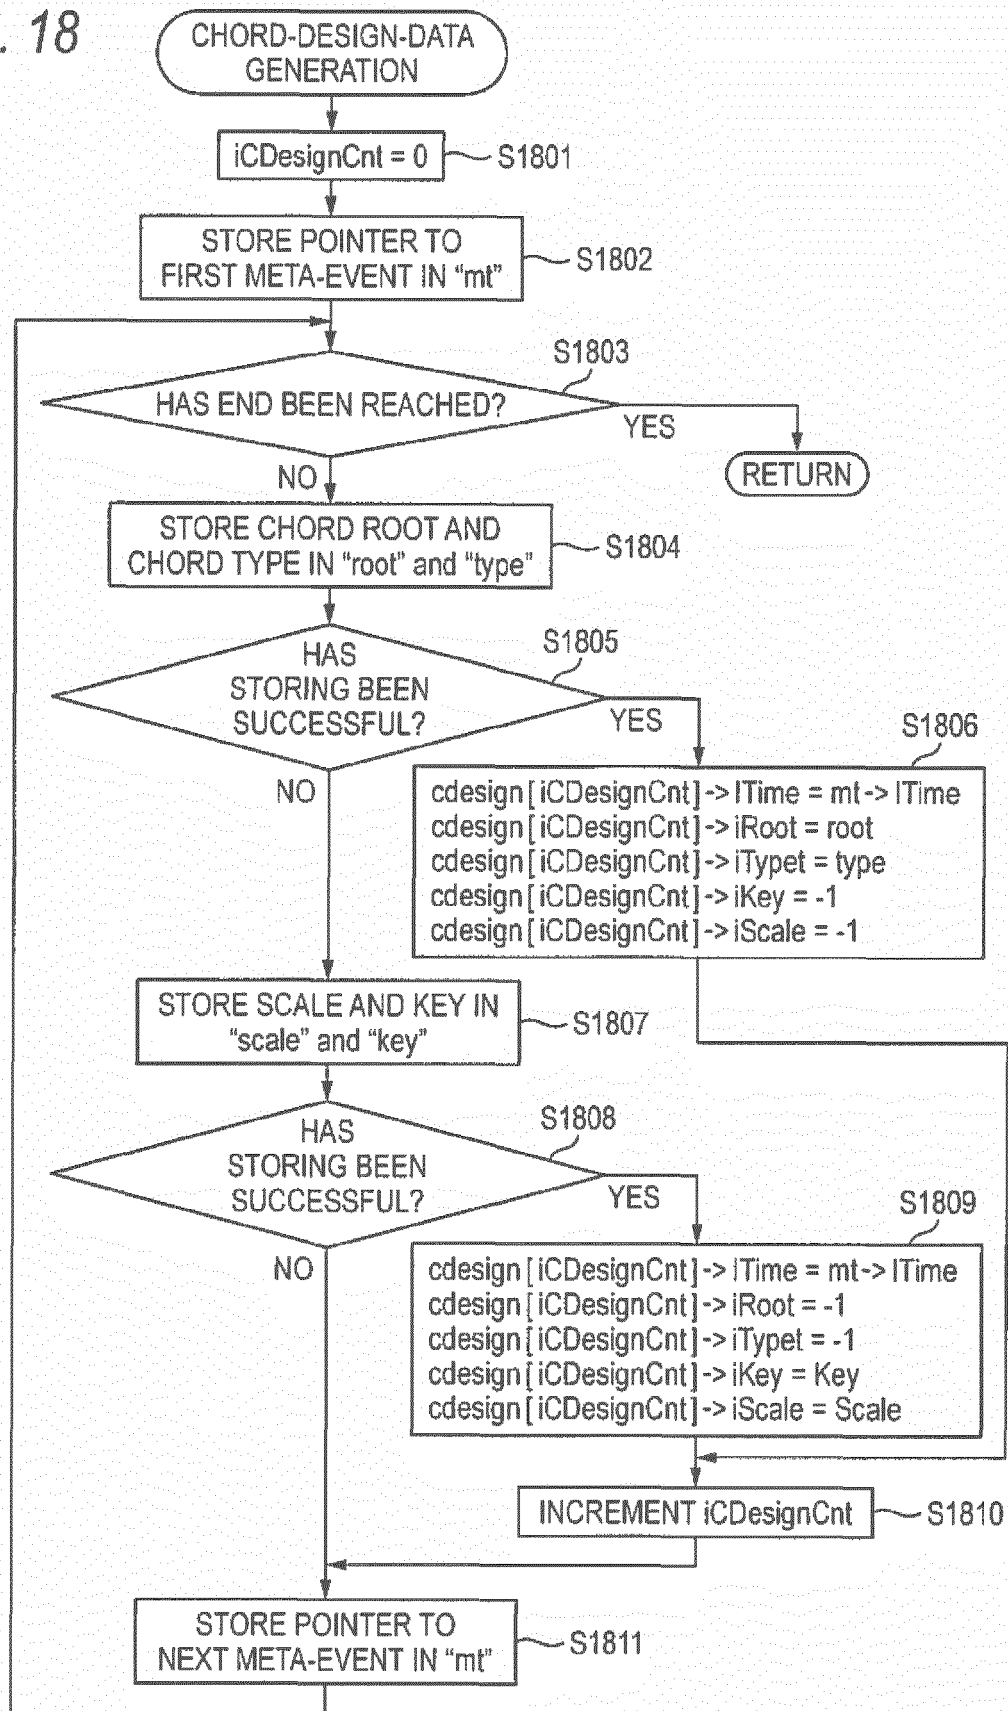 . 18
CHORD-DESIGN-DATA
GENERATION
iCDesignCnt = 0
S1801
STORE POINTER TO
FIRST META-EVENT IN “mt”
S1802
S1803
HAS END BEEN REACHED?
YES
RETURN
NO
STORE CHORD ROOT AND
CHORD TYPE IN “root” and “type”
S1804
S1805
HAS
STORING BEEN
SUCCESSFUL?
YES
NO
S1806
cdesign[iCDesignCnt]-> lTime = mt-> lTime
cdesign[iCDesignCnt]-> iRoot = root
cdesign[iCDesignCnt]-> iTypet = type
cdesign[iCDesignCnt]-> iKey = -1
cdesign[iCDesignCnt]-> iScale = -1
STORE SCALE AND KEY IN
“scale” and “key”
S1807
S1808
HAS
STORING BEEN
SUCCESSFUL?
YES
NO
S1809
cdesign[iCDesignCnt]-> lTime = mt-> lTime
cdesign[iCDesignCnt]-> iRoot = -1
cdesign[iCDesignCnt]-> iTypet = -1
cdesign[iCDesignCnt]-> iKey = Key
cdesign[iCDesignCnt]-> iScale = Scale
INCREMENT iCDesignCnt
S1810
STORE POINTER TO
NEXT META-EVENT IN “mt”
S1811